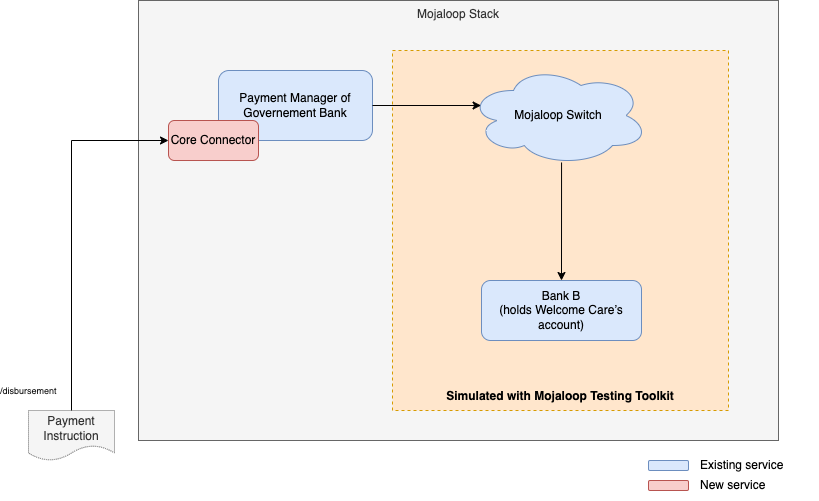 Mojaloop Stack
Payment Manager of
Governement Bank
Core Connector
Mojaloop Switch
Bank B
(holds Welcome Care's
account)
Simulated with Mojaloop Testing Toolkit
/disbursement
Payment
Instruction
Existing service
New service